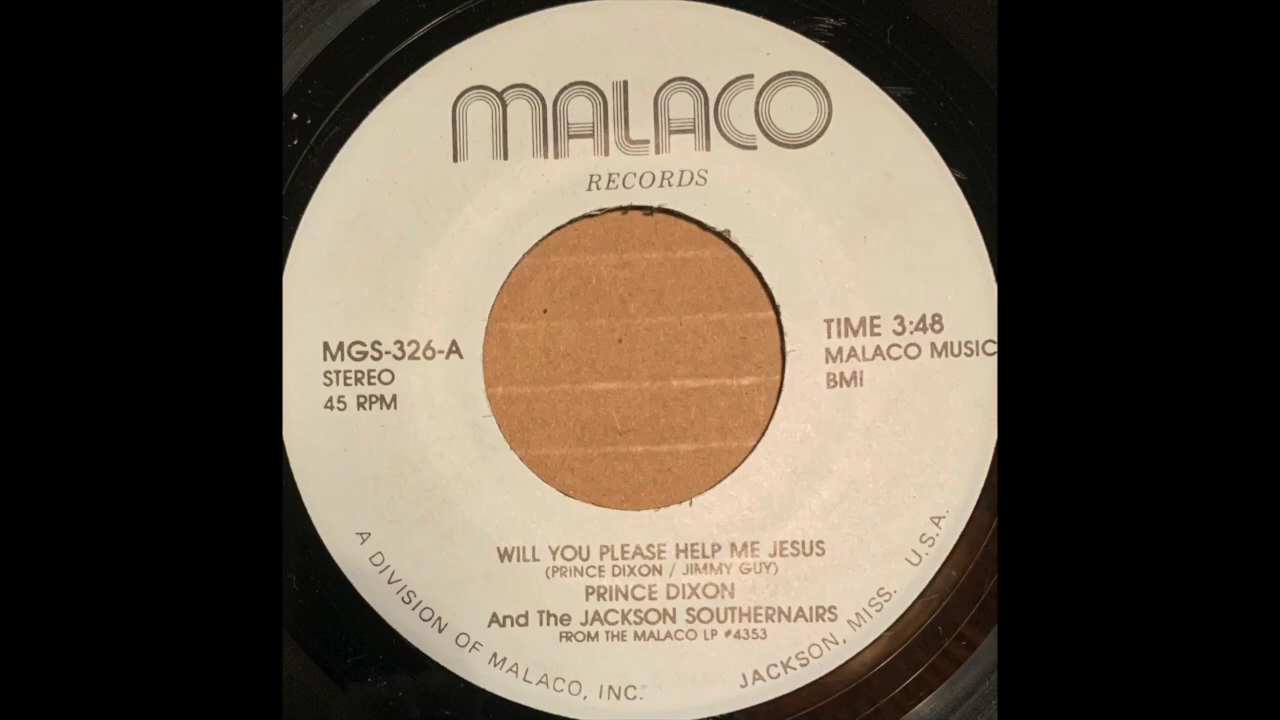 MALACO
RECORDS
MGS-326-A
STEREO
45 RPM
TIME 3:48
MALACO MUSIC
BMI
WILL YOU PLEASE HELP ME JESUS
(PRINCE DIXON / JIMMY GUY)
PRINCE DIXON
And The JACKSON SOUTHERNAIRS
FROM THE MALACO LP #4353
A DIVISION OF MALACO, INC.
JACKSON, MISS. U.S.A.